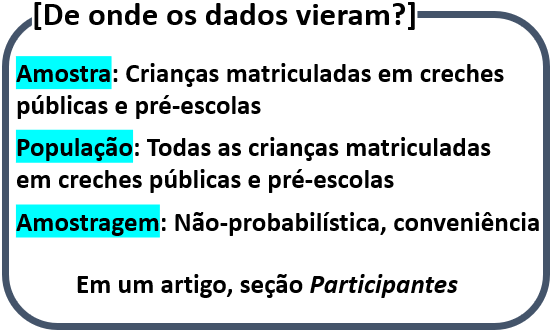 [De onde os dados vieram?]
Amostra: Crianças matriculadas em creches
públicas e pré-escolas
População: Todas as crianças matriculadas
em creches públicas e pré-escolas
Amostragem: Não-probabilística, conveniência
Em um artigo, seção Participantes